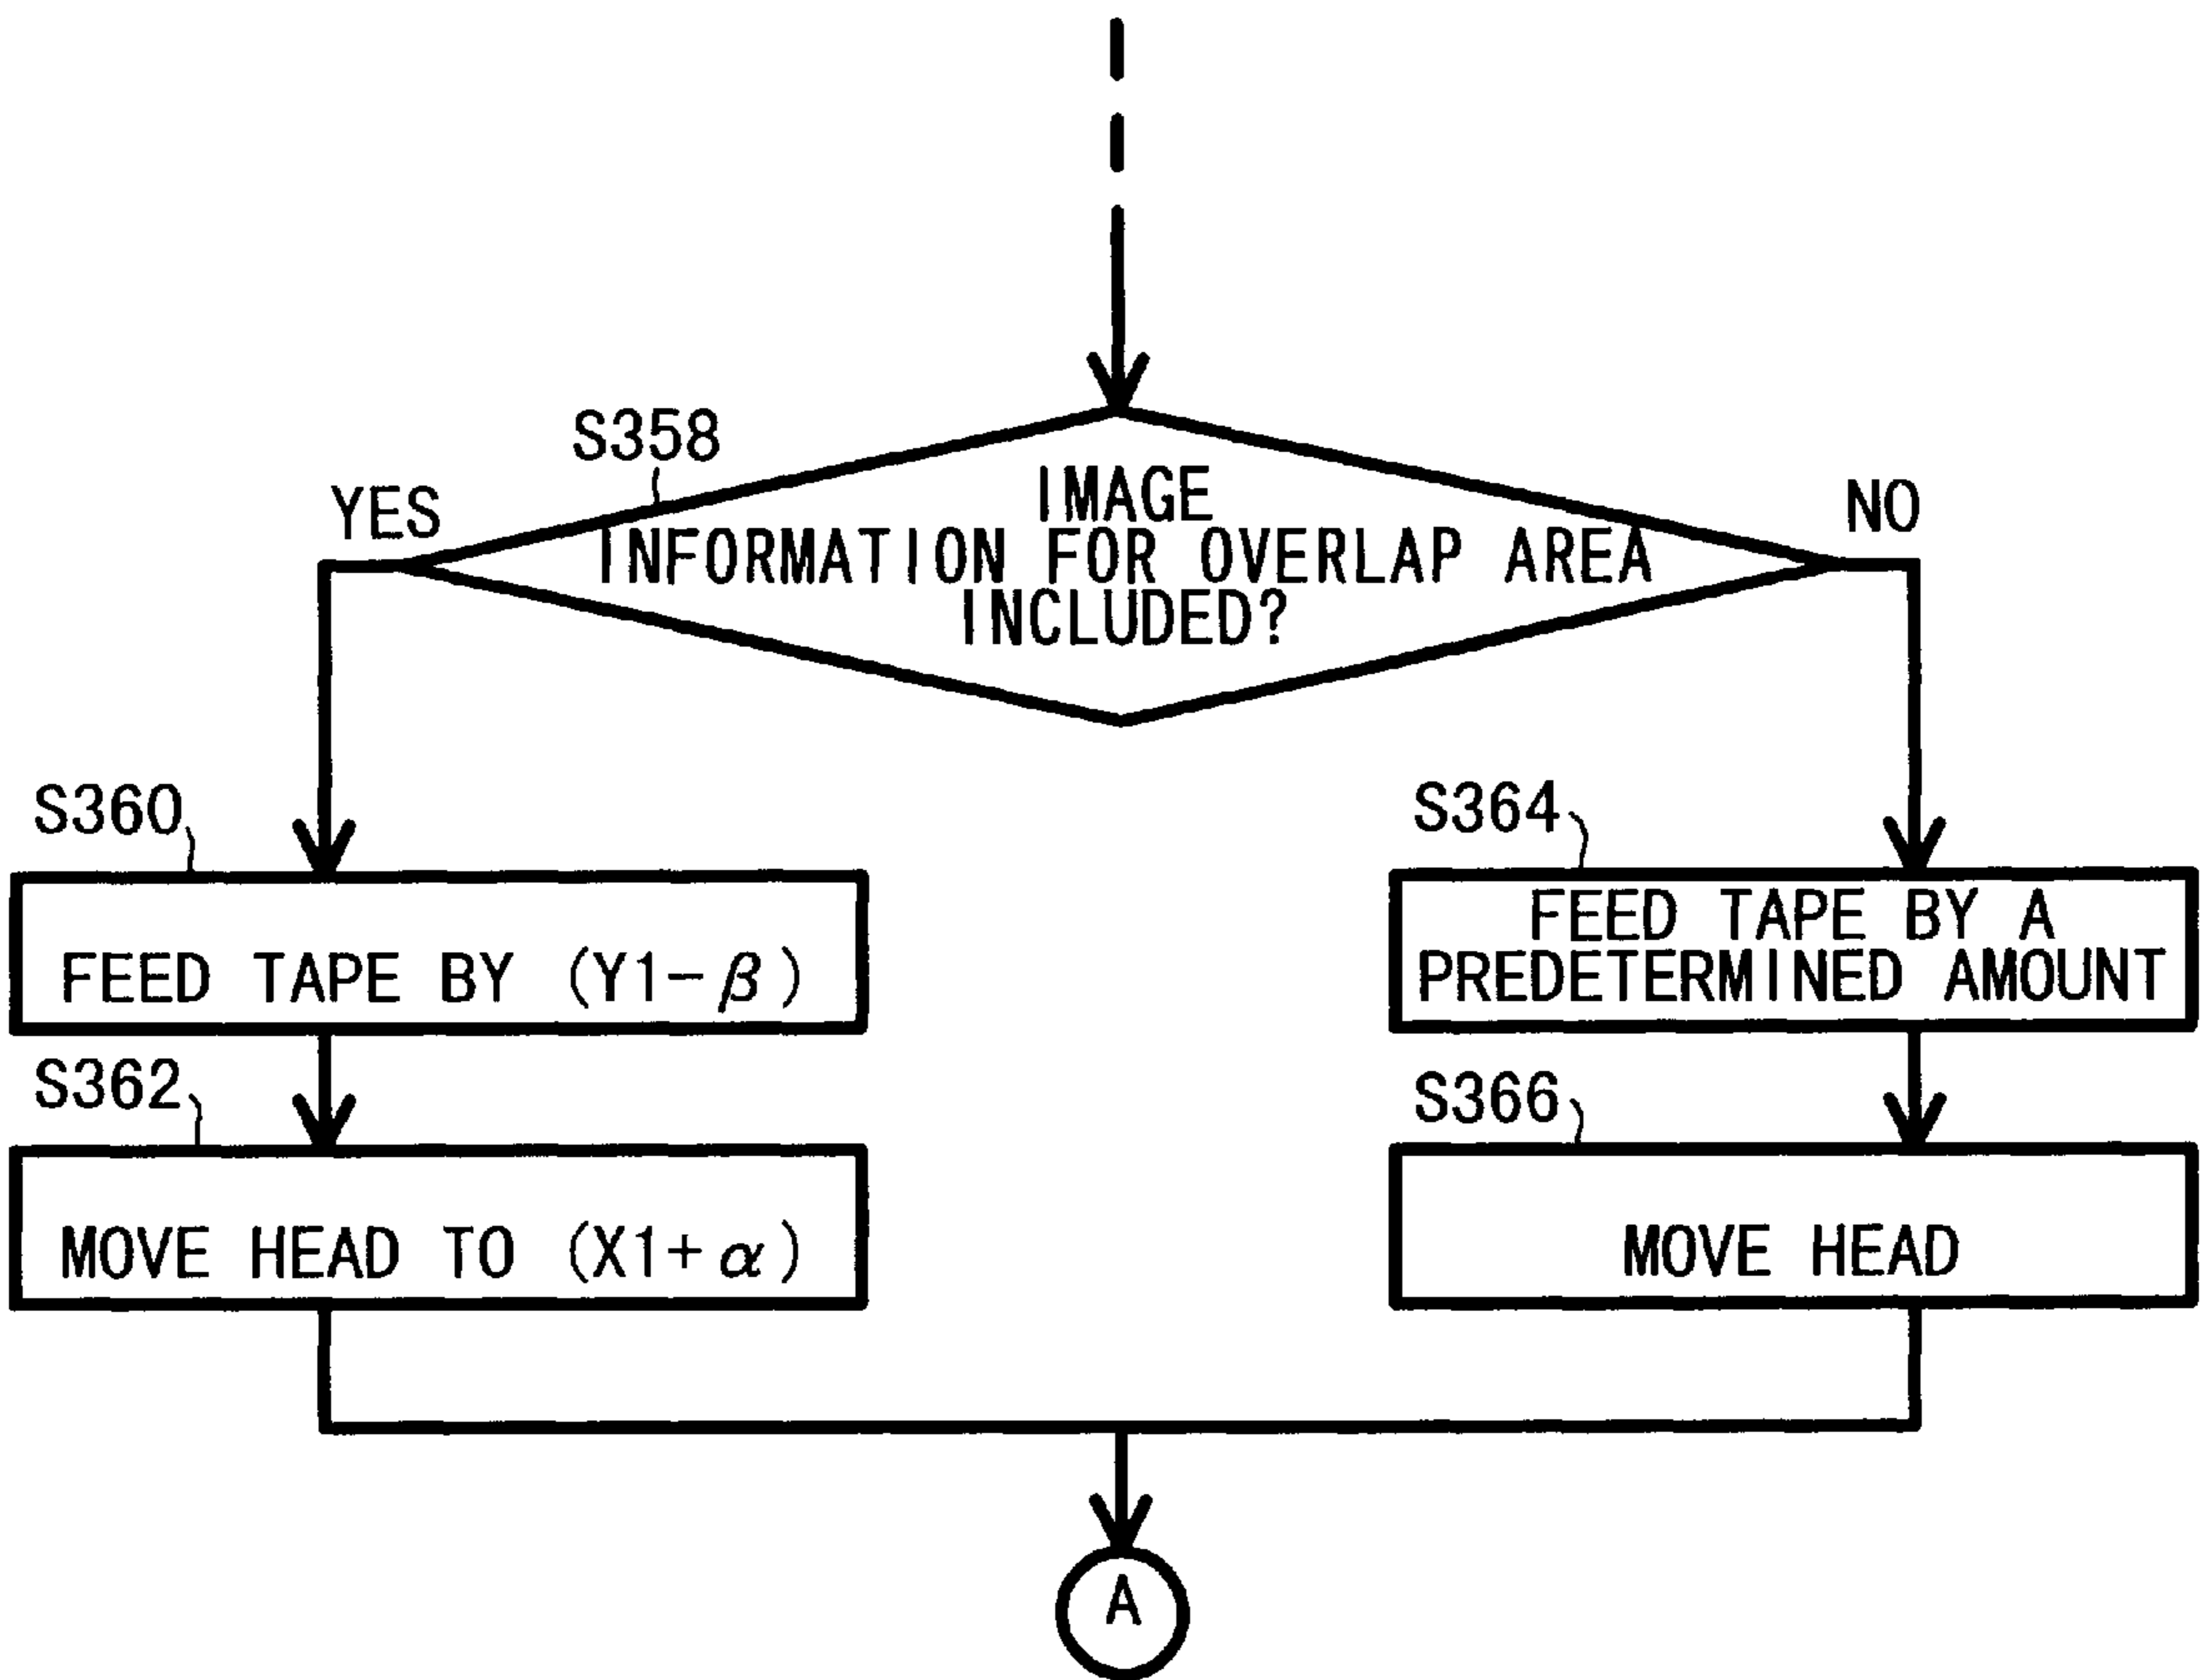 S358
YES
IMAGE
INFORMATION FOR OVERLAP AREA
INCLUDED?
NO
S360
FEED TAPE BY (Y1-β)
S362
MOVE HEAD TO (X1+α)
S364
FEED TAPE BY A
PREDETERMINED AMOUNT
S366
MOVE HEAD
A